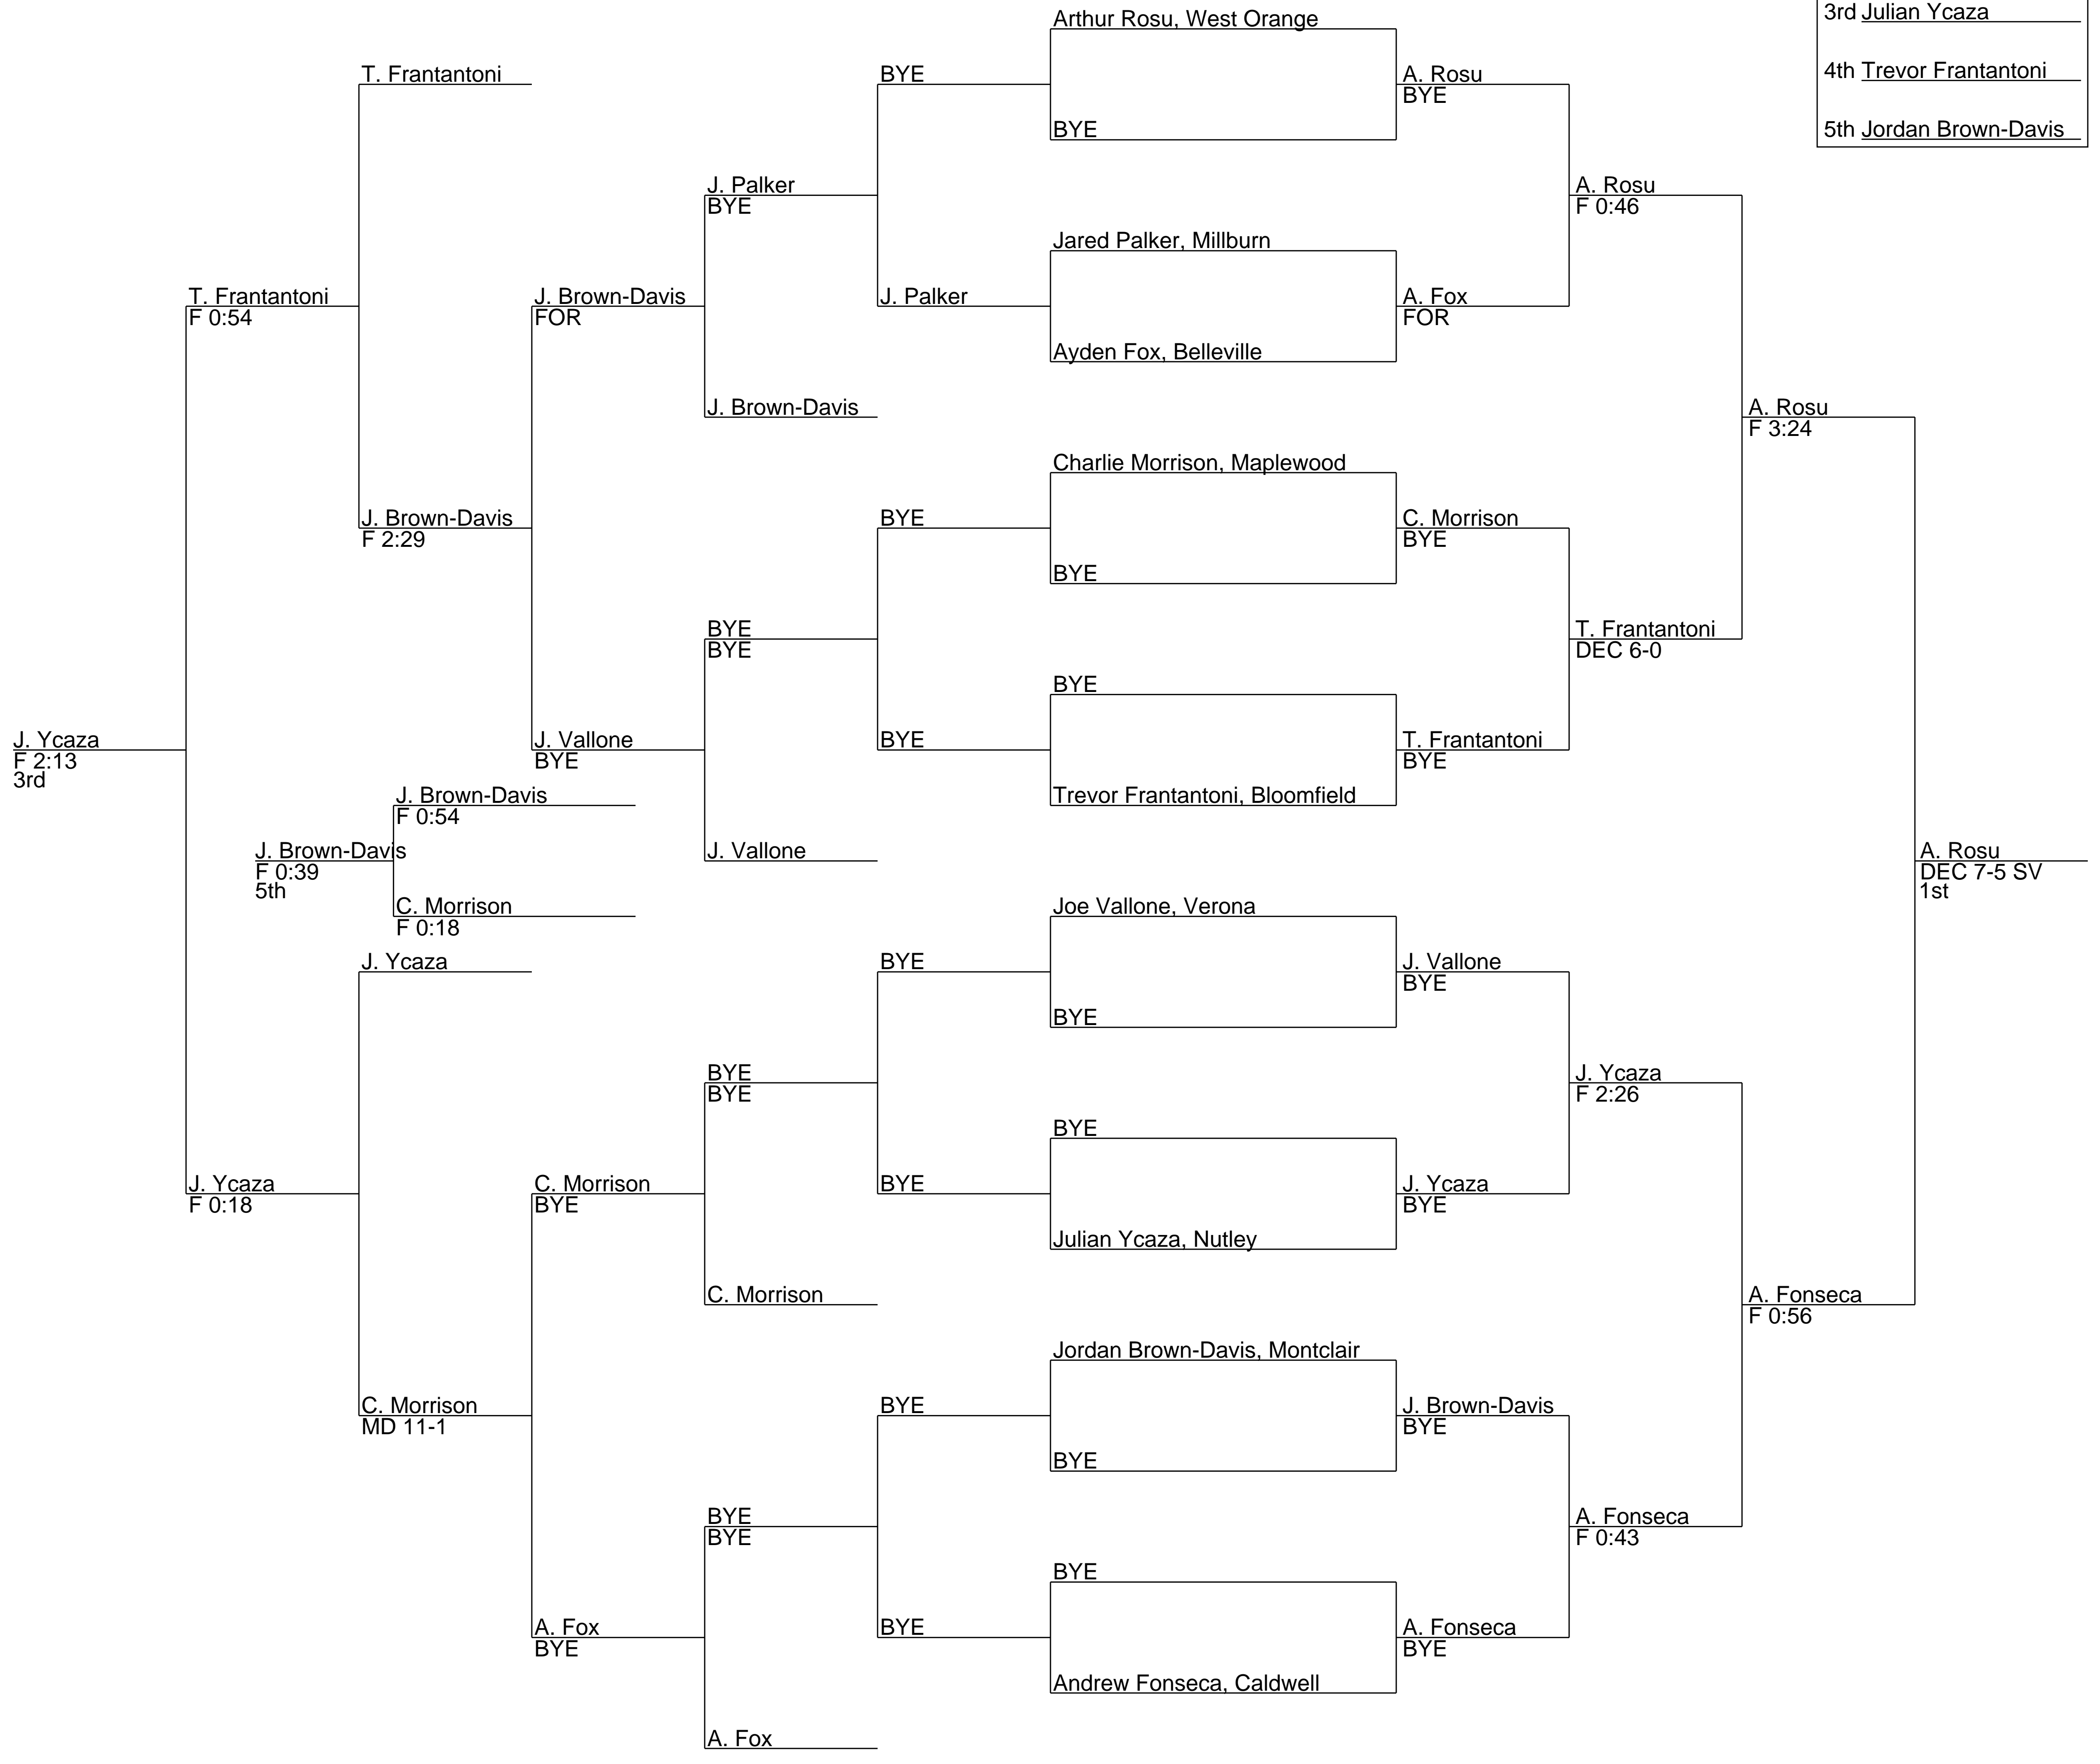 Arthur Rosu, West Orange
3rd Julian Ycaza
T. Frantantoni
BYE
A. Rosu
BYE
4th Trevor Frantantoni
BYE
5th Jordan Brown-Davis
J. Palker
BYE
A. Rosu
F 0:46
Jared Palker, Millburn
T. Frantantoni
F 0:54
J. Brown-Davis
FOR
J. Palker
A. Fox
FOR
Ayden Fox, Belleville
J. Brown-Davis
A. Rosu
F 3:24
Charlie Morrison, Maplewood
J. Brown-Davis
F 2:29
BYE
C. Morrison
BYE
BYE
BYE
BYE
T. Frantantoni
DEC 6-0
BYE
J. Ycaza
F 2:13
3rd
J. Vallone
BYE
BYE
T. Frantantoni
BYE
J. Brown-Davis
F 0:54
Trevor Frantantoni, Bloomfield
J. Brown-Davis
F 0:39
5th
J. Vallone
A. Rosu
DEC 7-5 SV
1st
C. Morrison
F 0:18
Joe Vallone, Verona
J. Ycaza
BYE
J. Vallone
BYE
BYE
BYE
BYE
J. Ycaza
F 2:26
BYE
J. Ycaza
F 0:18
C. Morrison
BYE
BYE
J. Ycaza
BYE
Julian Ycaza, Nutley
C. Morrison
A. Fonseca
F 0:56
Jordan Brown-Davis, Montclair
C. Morrison
MD 11-1
BYE
J. Brown-Davis
BYE
BYE
BYE
BYE
A. Fonseca
F 0:43
BYE
A. Fox
BYE
BYE
A. Fonseca
BYE
Andrew Fonseca, Caldwell
A. Fox